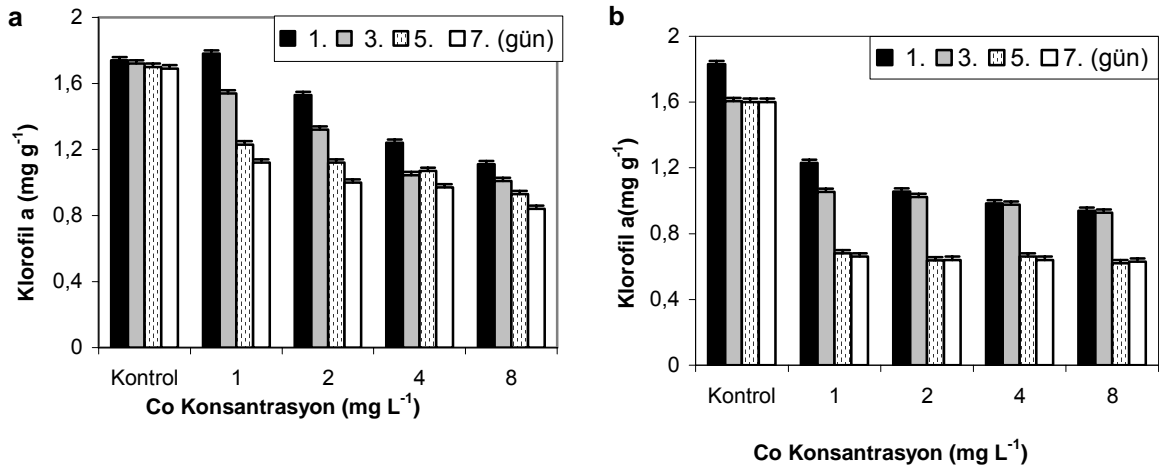 a
2
1,6
1,2
0,8
0,4
0
Klorofil a (mg g-1)
1. 3. 5. 7. (gün)
Kontrol 1 2 4 8
Co Konsantrasyon (mg L-1)
b
2
1,6
1,2
0,8
0,4
0
Klorofil a(mg g-1)
1. 3. 5. 7. (gün)
Kontrol 1 2 4 8
Co Konsantrasyon (mg L-1)